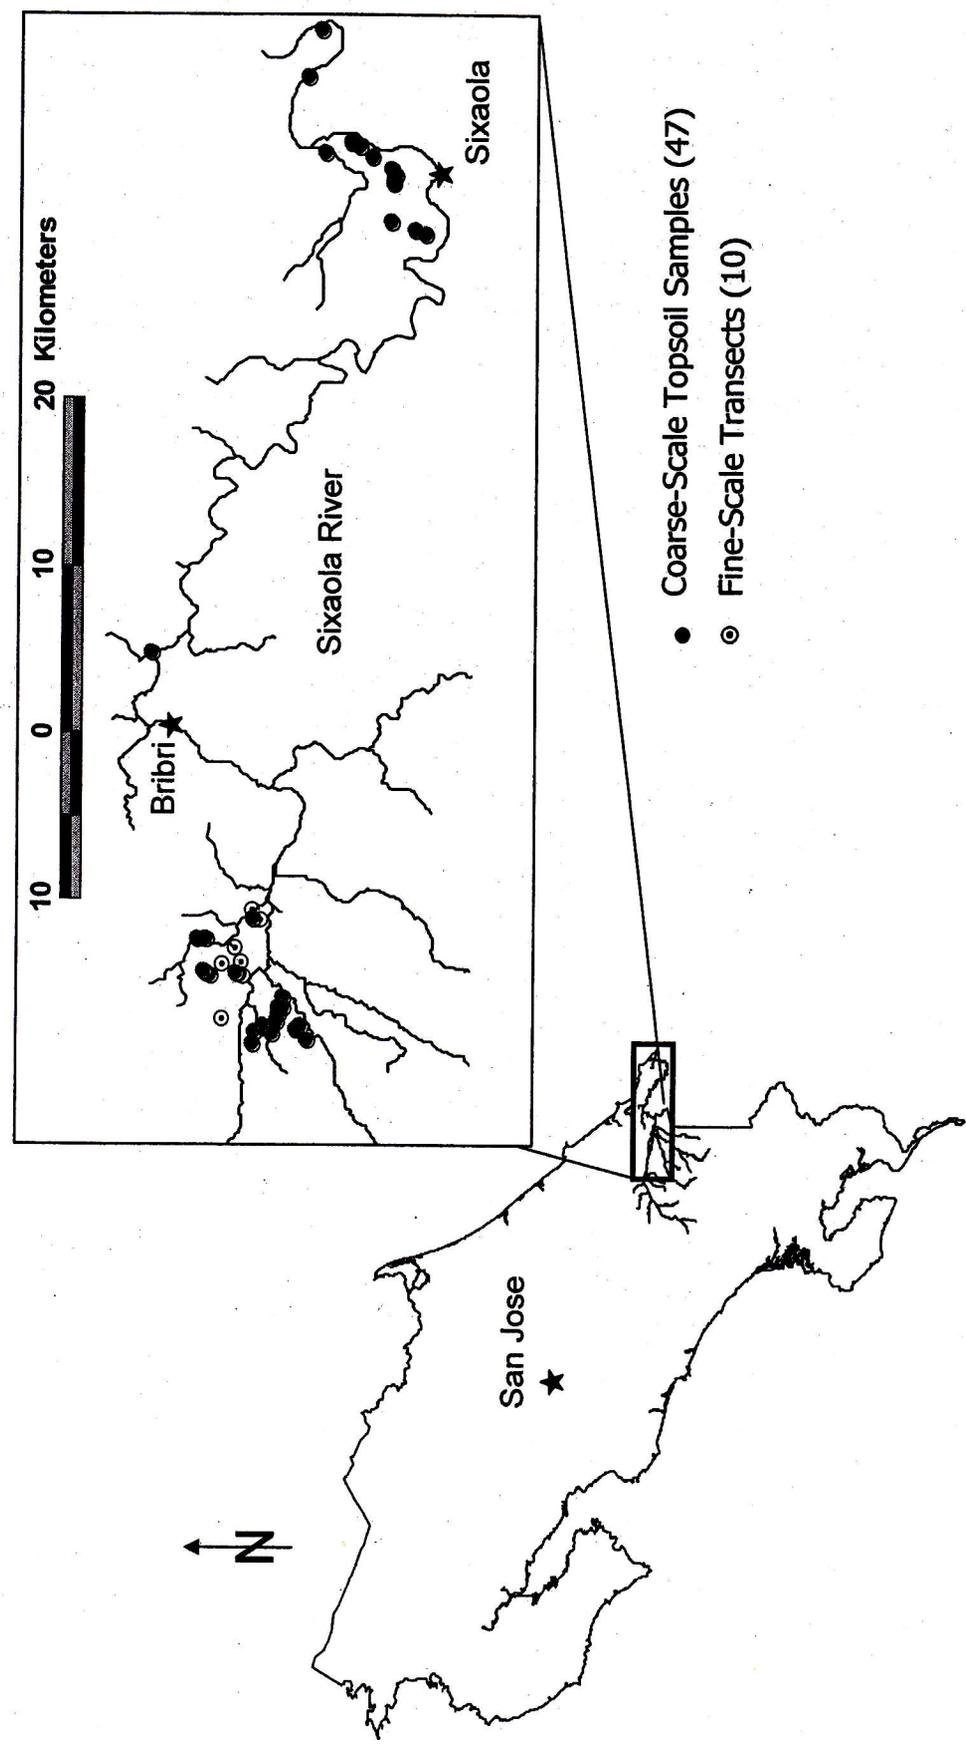 10 0 10 20 Kilometers
Bribri
Sixaola River
Sixaola
N
San Jose
Coarse-Scale Topsoil Samples (47)
Fine-Scale Transects (10)